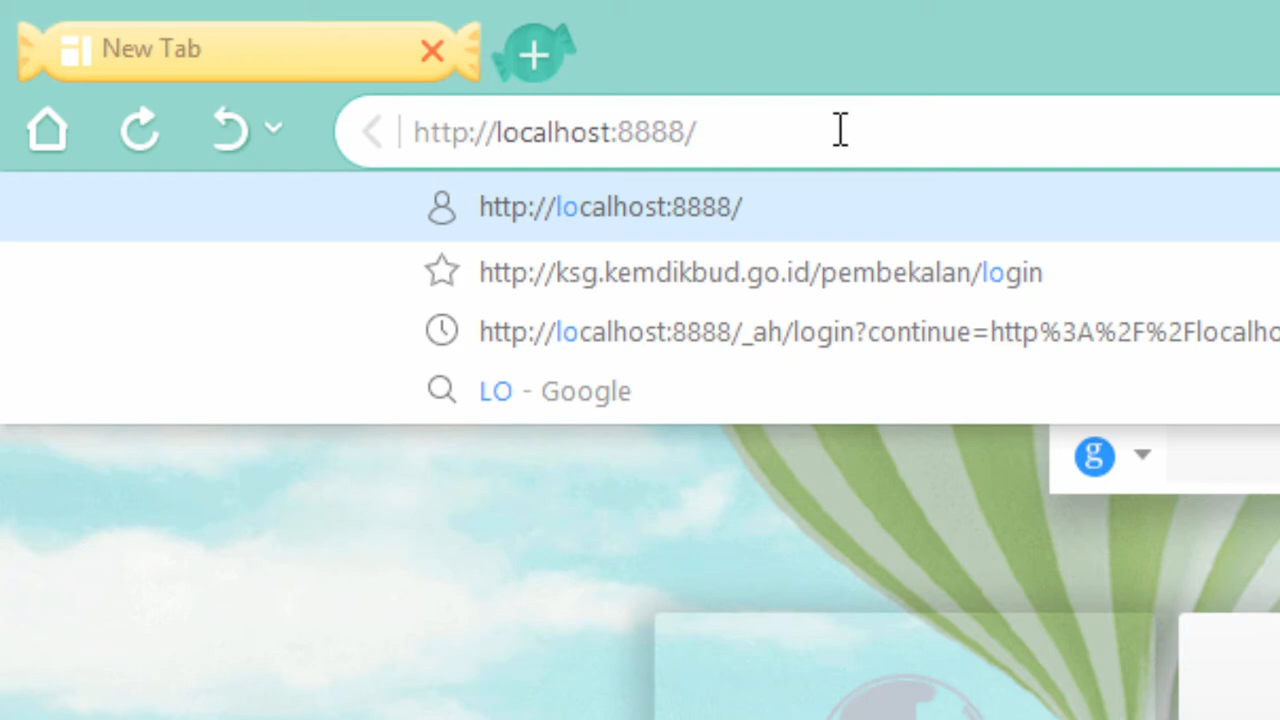 New Tab
http://localhost:8888/
http://localhost:8888/
http://ksg.kemdikbud.go.id/pembekalan/login
http://localhost:8888/_ah/login?continue=http%3A%2F%2Flocalho
LO - Google
g